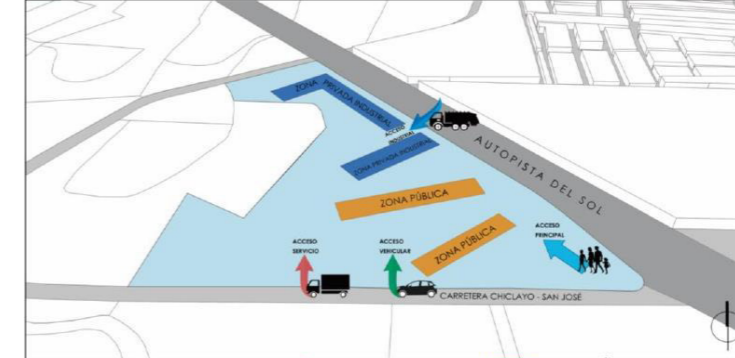 ZONA PRIVADA INDUSTRIAL
ACCESO
INDUSTRIAL
ZONA PRIVADA INDUSTRIAL
AUTOPISTA DEL SOL
ZONA PÚBLICA
ZONA PÚBLICA
ACCESO
PRINCIPAL
ACCESO
SERVICIO
ACCESO
VEHICULAR
CARRETERA CHICLAYO - SAN JOSÉ